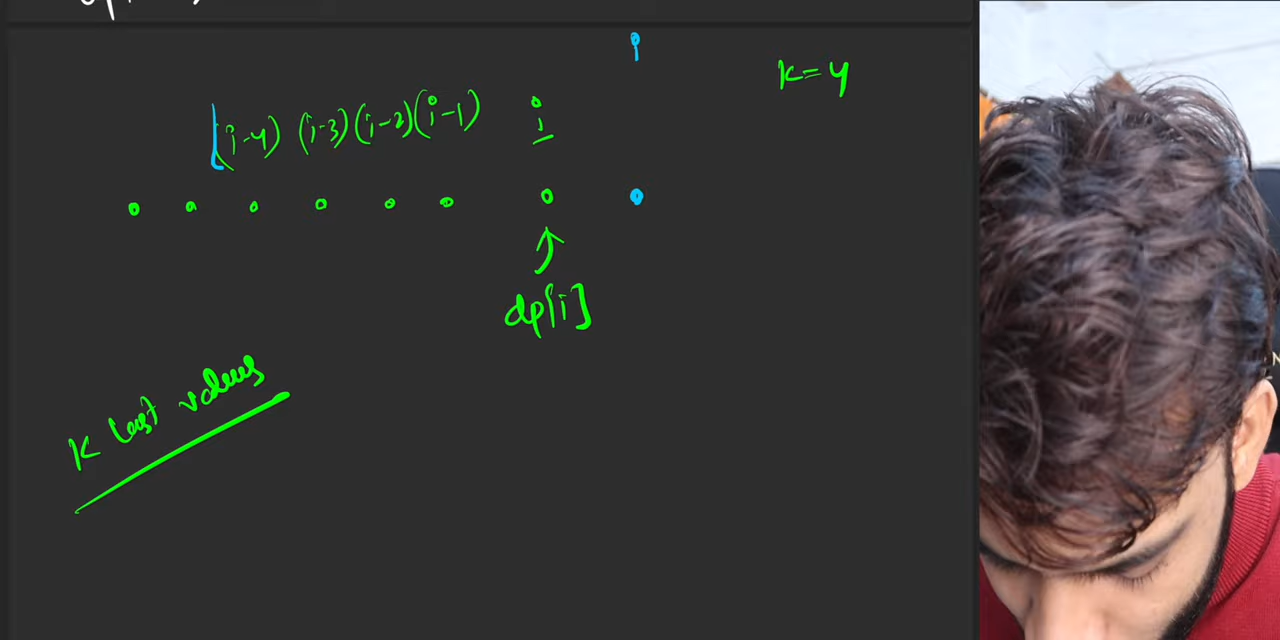 i
K=4
(i-4) (i-3) (i-2) (i-1) i
dp[i]
K last values
N